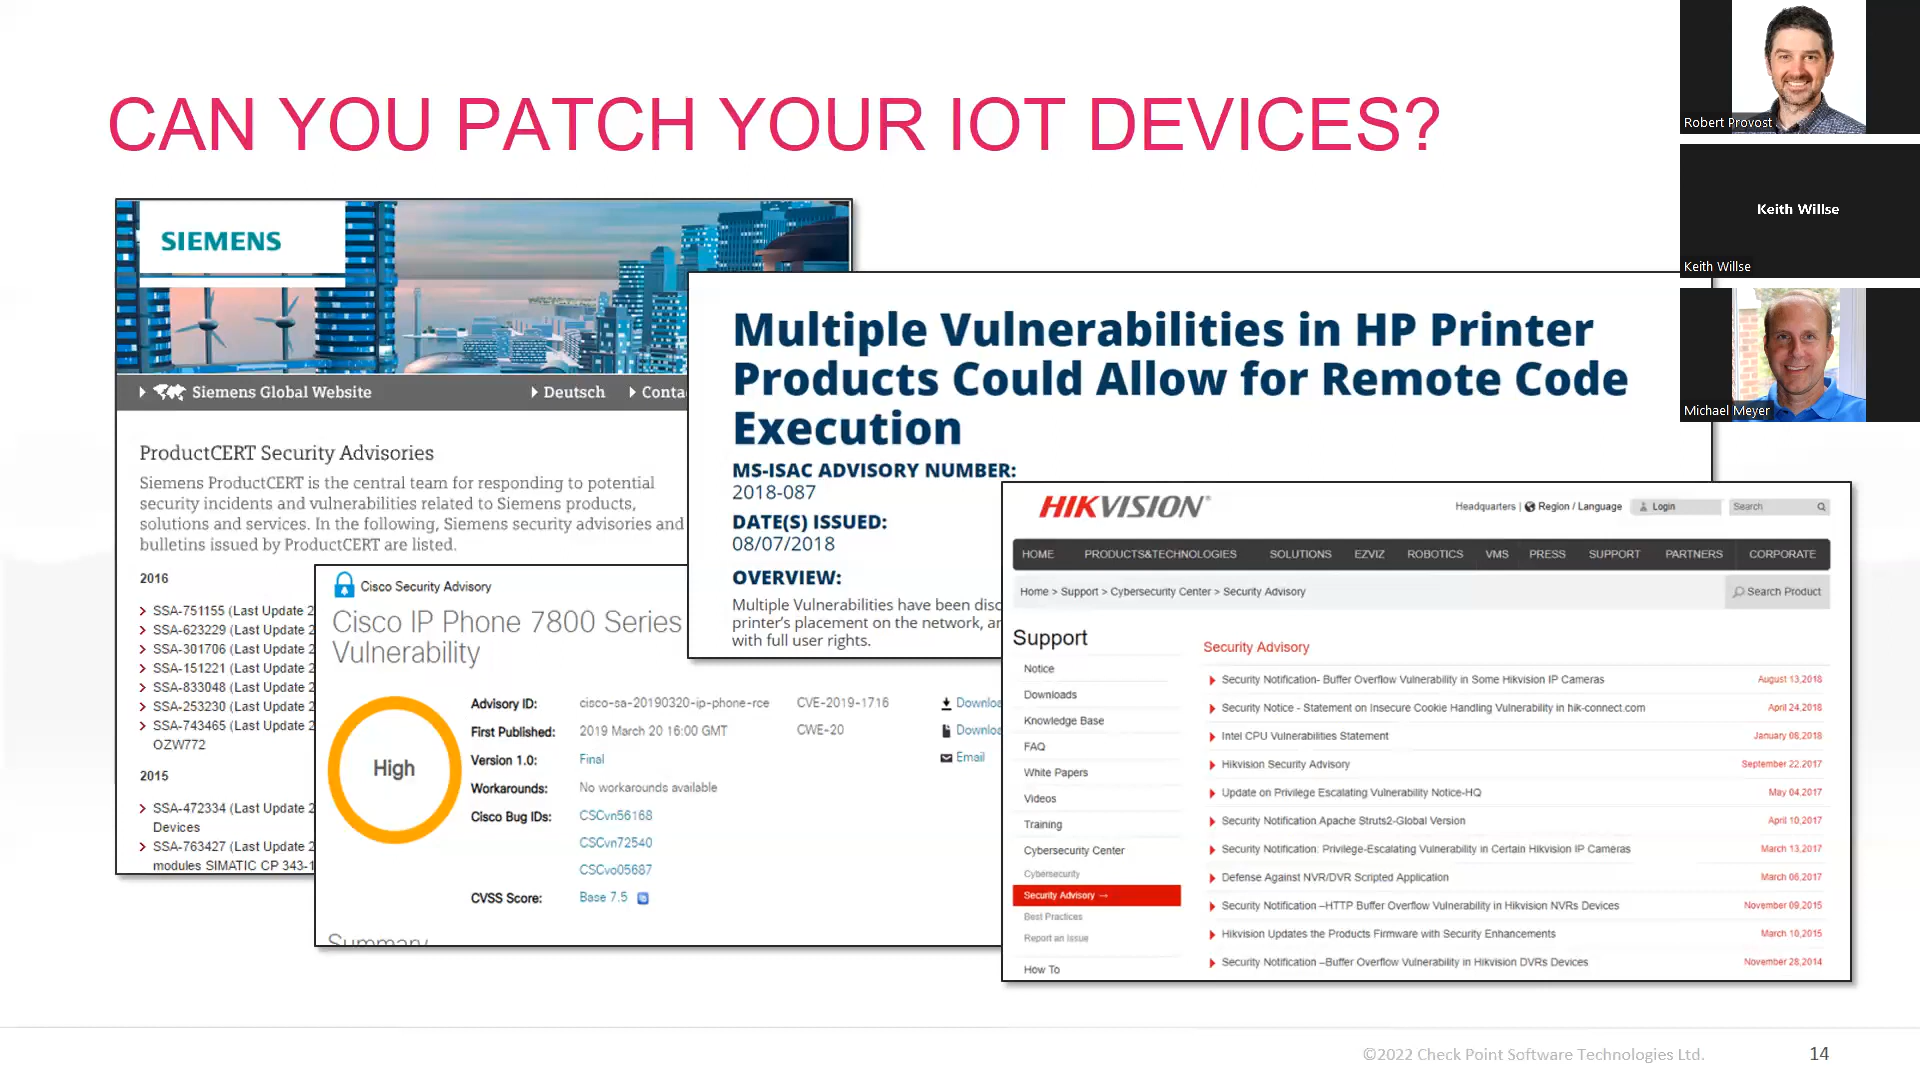 CAN YOU PATCH YOUR IOT DEVICES?
SIEMENS
Siemens Global Website
Deutsch
Conta
ProductCERT Security Advisories
Siemens ProductCERT is the central team for responding to potential
security incidents and vulnerabilities related to Siemens products,
solutions and services. In the following, Siemens security advisories and
bulletins issued by ProductCERT are listed.
2016
SSA-751155 (Last Update 2
SSA-623229 (Last Update 2
SSA-301706 (Last Update 2
SSA-151221 (Last Update 2
SSA-833048 (Last Update 2
SSA-253230 (Last Update 2
SSA-743465 (Last Update 2
OZW772
2015
SSA-472334 (Last Update 2
Devices
SSA-763427 (Last Update 2
modules SIMATIC CP 343-1
Cisco Security Advisory
Cisco IP Phone 7800 Series
Vulnerability
High
Advisory ID: cisco-sa-20190320-ip-phone-rce CVE-2019-1716 Downloa
First Published: 2019 March 20 16:00 GMT CWE-20 Downloa
Version 1.0: Final Email
Workarounds: No workarounds available
Cisco Bug IDs: CSCvn56168
CSCvn72540
CSCvo05687
CVSS Score: Base 7.5
Summary
Multiple Vulnerabilities in HP Printer
Products Could Allow for Remote Code
Execution
MS-ISAC ADVISORY NUMBER:
2018-087
DATE(S) ISSUED:
08/07/2018
OVERVIEW:
Multiple Vulnerabilities have been disc
printer's placement on the network, an
with full user rights.
HIKVISION
Headquarters | Region / Language Login Search
HOME PRODUCTS&TECHNOLOGIES SOLUTIONS EZVIZ ROBOTICS VMS PRESS SUPPORT PARTNERS CORPORATE
Home > Support > Cybersecurity Center > Security Advisory
Search Product
Support
Notice
Downloads
Knowledge Base
FAQ
White Papers
Videos
Training
Cybersecurity Center
Cybersecurity
Security Advisory →
Best Practices
Report an Issue
How To
Security Advisory
Security Notification- Buffer Overflow Vulnerability in Some Hikvision IP Cameras August 13,2018
Security Notice - Statement on Insecure Cookie Handling Vulnerability in hik-connect.com April 24,2018
Intel CPU Vulnerabilities Statement January 08,2018
Hikvision Security Advisory September 22,2017
Update on Privilege Escalating Vulnerability Notice-HQ May 04,2017
Security Notification Apache Struts2-Global Version April 10,2017
Security Notification: Privilege-Escalating Vulnerability in Certain Hikvision IP Cameras March 13,2017
Defense Against NVR/DVR Scripted Application March 06,2017
Security Notification –HTTP Buffer Overflow Vulnerability in Hikvision NVRs Devices November 09,2015
Hikvision Updates the Products Firmware with Security Enhancements March 10,2015
Security Notification –Buffer Overflow Vulnerability in Hikvision DVRs Devices November 28,2014
Robert Provost
Keith Willse
Keith Willse
Michael Meyer
©2022 Check Point Software Technologies Ltd.
14